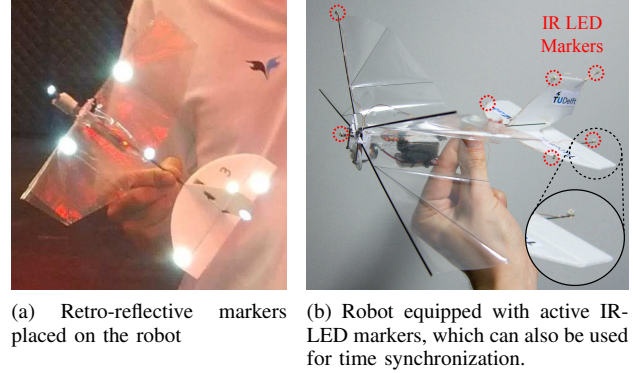 3
IR LED
Markers
TUDelft
(a) Retro-reflective markers
placed on the robot
(b) Robot equipped with active IR-
LED markers, which can also be used
for time synchronization.